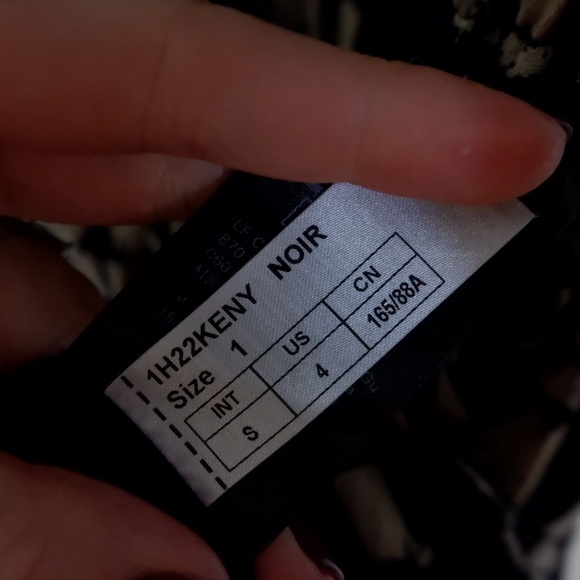 1H22KENY NOIR
Size 1
INT US CN
S 4 165/88A